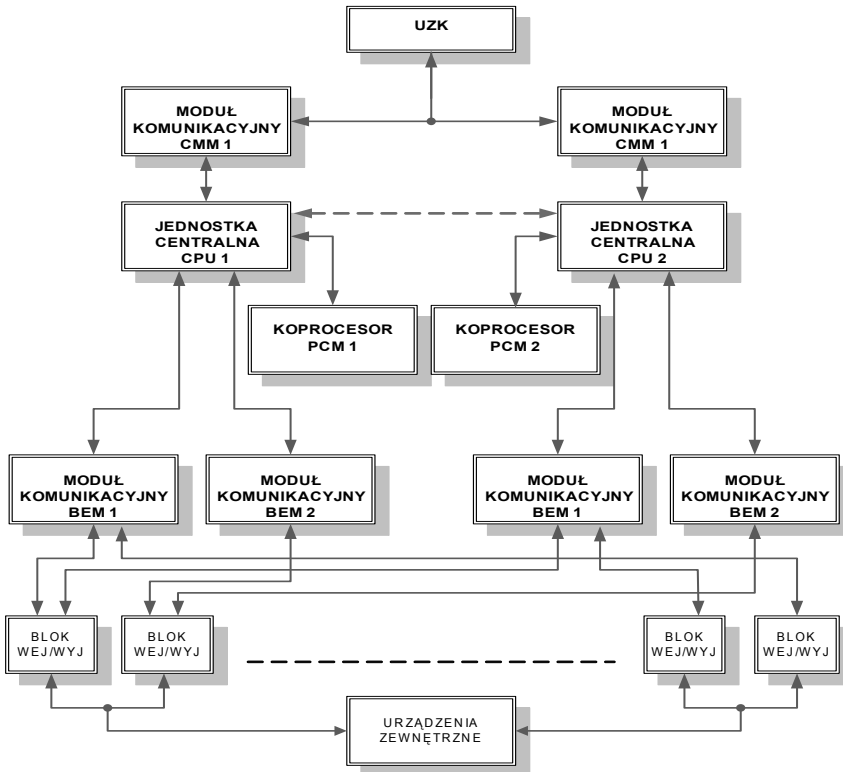 UZK
MODUŁ
KOMUNIKACYJNY
CMM 1
MODUŁ
KOMUNIKACYJNY
CMM 1
JEDNOSTKA
CENTRALNA
CPU 1
JEDNOSTKA
CENTRALNA
CPU 2
KOPROCESOR
PCM 1
KOPROCESOR
PCM 2
MODUŁ
KOMUNIKACYJNY
BEM 1
MODUŁ
KOMUNIKACYJNY
BEM 2
MODUŁ
KOMUNIKACYJNY
BEM 1
MODUŁ
KOMUNIKACYJNY
BEM 2
BLOK
WEJ/WYJ
BLOK
WEJ/WYJ
BLOK
WEJ/WYJ
BLOK
WEJ/WYJ
URZĄDZENIA
ZEWNĘTRZNE